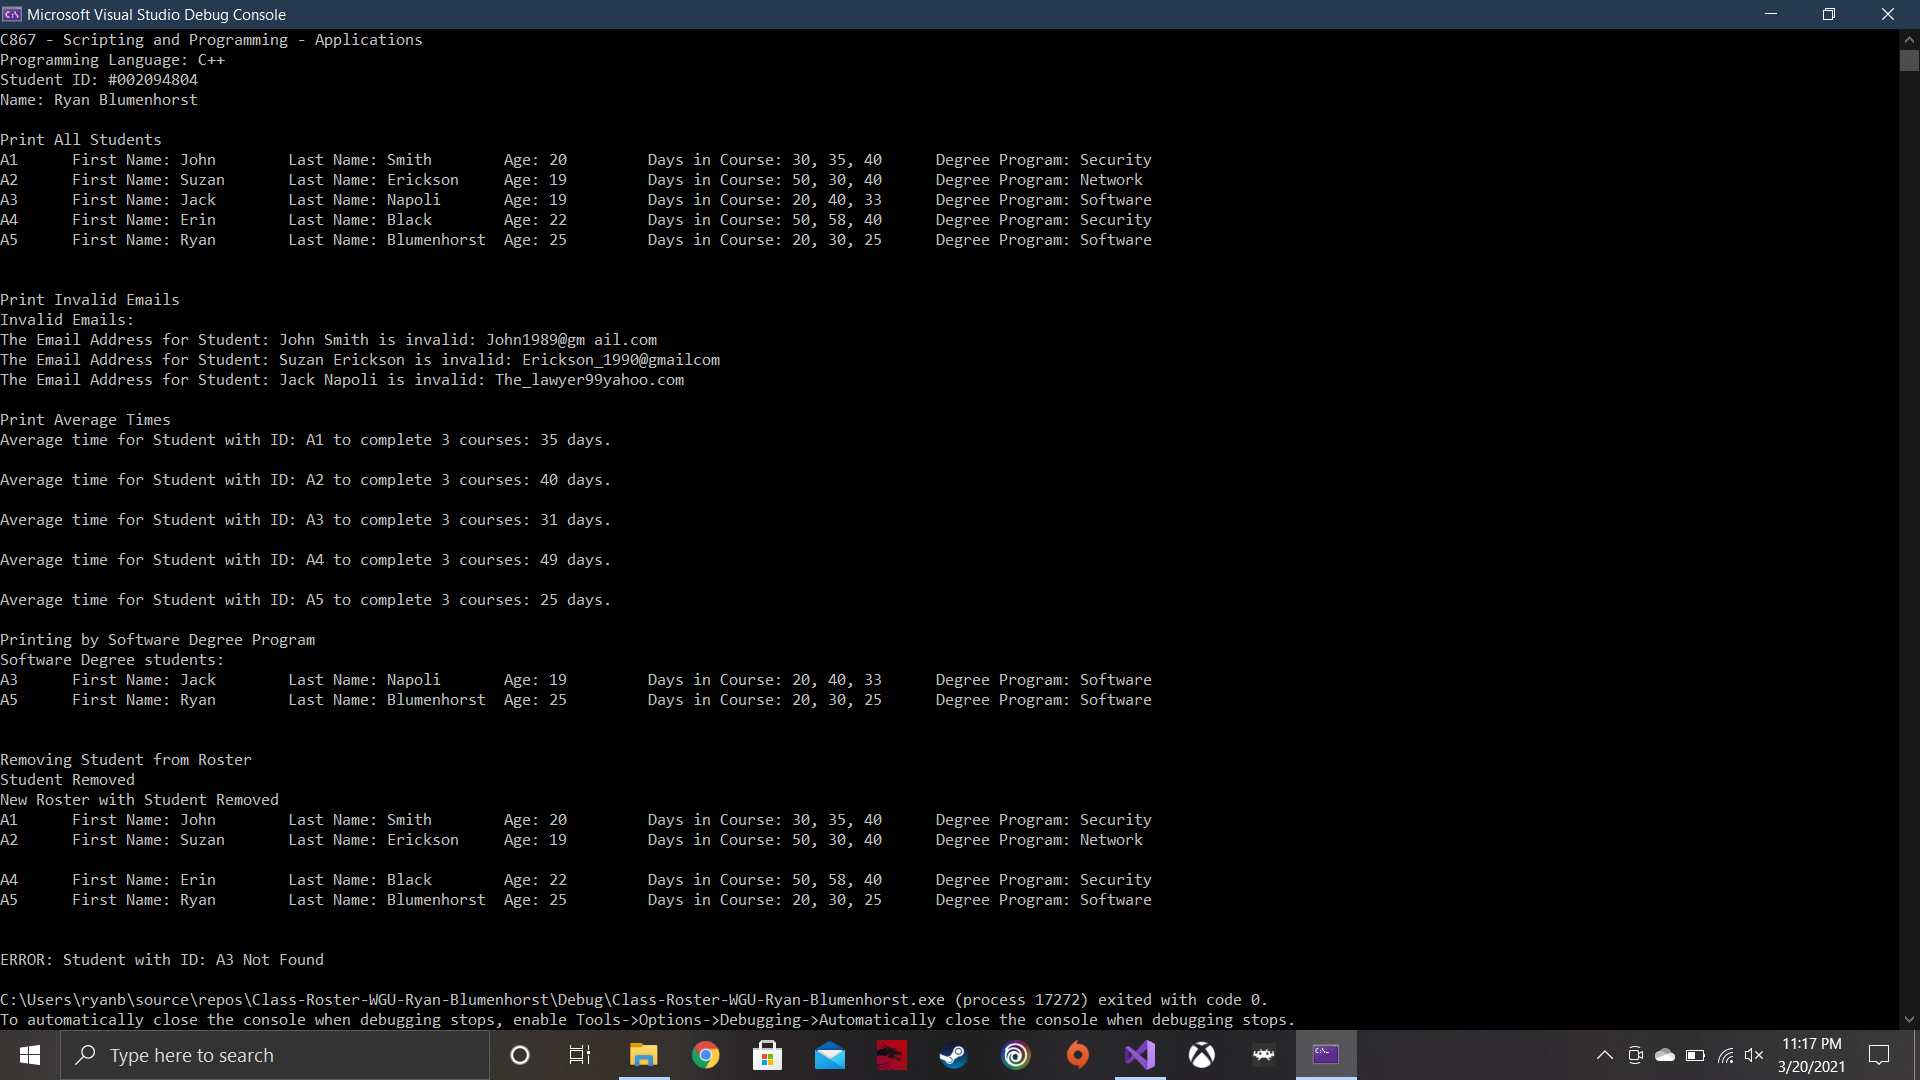 Microsoft Visual Studio Debug Console
C867 - Scripting and Programming - Applications
Programming Language: C++
Student ID: #002094804
Name: Ryan Blumenhorst
Print All Students
A1 First Name: John Last Name: Smith Age: 20 Days in Course: 30, 35, 40 Degree Program: Security
A2 First Name: Suzan Last Name: Erickson Age: 19 Days in Course: 50, 30, 40 Degree Program: Network
A3 First Name: Jack Last Name: Napoli Age: 19 Days in Course: 20, 40, 33 Degree Program: Software
A4 First Name: Erin Last Name: Black Age: 22 Days in Course: 50, 58, 40 Degree Program: Security
A5 First Name: Ryan Last Name: Blumenhorst Age: 25 Days in Course: 20, 30, 25 Degree Program: Software
Print Invalid Emails
Invalid Emails:
The Email Address for Student: John Smith is invalid: John1989@gm ail.com
The Email Address for Student: Suzan Erickson is invalid: Erickson_1990@gmailcom
The Email Address for Student: Jack Napoli is invalid: The_lawyer99yahoo.com
Print Average Times
Average time for Student with ID: A1 to complete 3 courses: 35 days.
Average time for Student with ID: A2 to complete 3 courses: 40 days.
Average time for Student with ID: A3 to complete 3 courses: 31 days.
Average time for Student with ID: A4 to complete 3 courses: 49 days.
Average time for Student with ID: A5 to complete 3 courses: 25 days.
Printing by Software Degree Program
Software Degree students:
A3 First Name: Jack Last Name: Napoli Age: 19 Days in Course: 20, 40, 33 Degree Program: Software
A5 First Name: Ryan Last Name: Blumenhorst Age: 25 Days in Course: 20, 30, 25 Degree Program: Software
Removing Student from Roster
Student Removed
New Roster with Student Removed
A1 First Name: John Last Name: Smith Age: 20 Days in Course: 30, 35, 40 Degree Program: Security
A2 First Name: Suzan Last Name: Erickson Age: 19 Days in Course: 50, 30, 40 Degree Program: Network
A4 First Name: Erin Last Name: Black Age: 22 Days in Course: 50, 58, 40 Degree Program: Security
A5 First Name: Ryan Last Name: Blumenhorst Age: 25 Days in Course: 20, 30, 25 Degree Program: Software
ERROR: Student with ID: A3 Not Found
C:\Users\ryanb\source\repos\Class-Roster-WGU-Ryan-Blumenhorst\Debug\Class-Roster-WGU-Ryan-Blumenhorst.exe (process 17272) exited with code 0.
To automatically close the console when debugging stops, enable Tools->Options->Debugging->Automatically close the console when debugging stops.
Type here to search
11:17 PM
3/20/2021